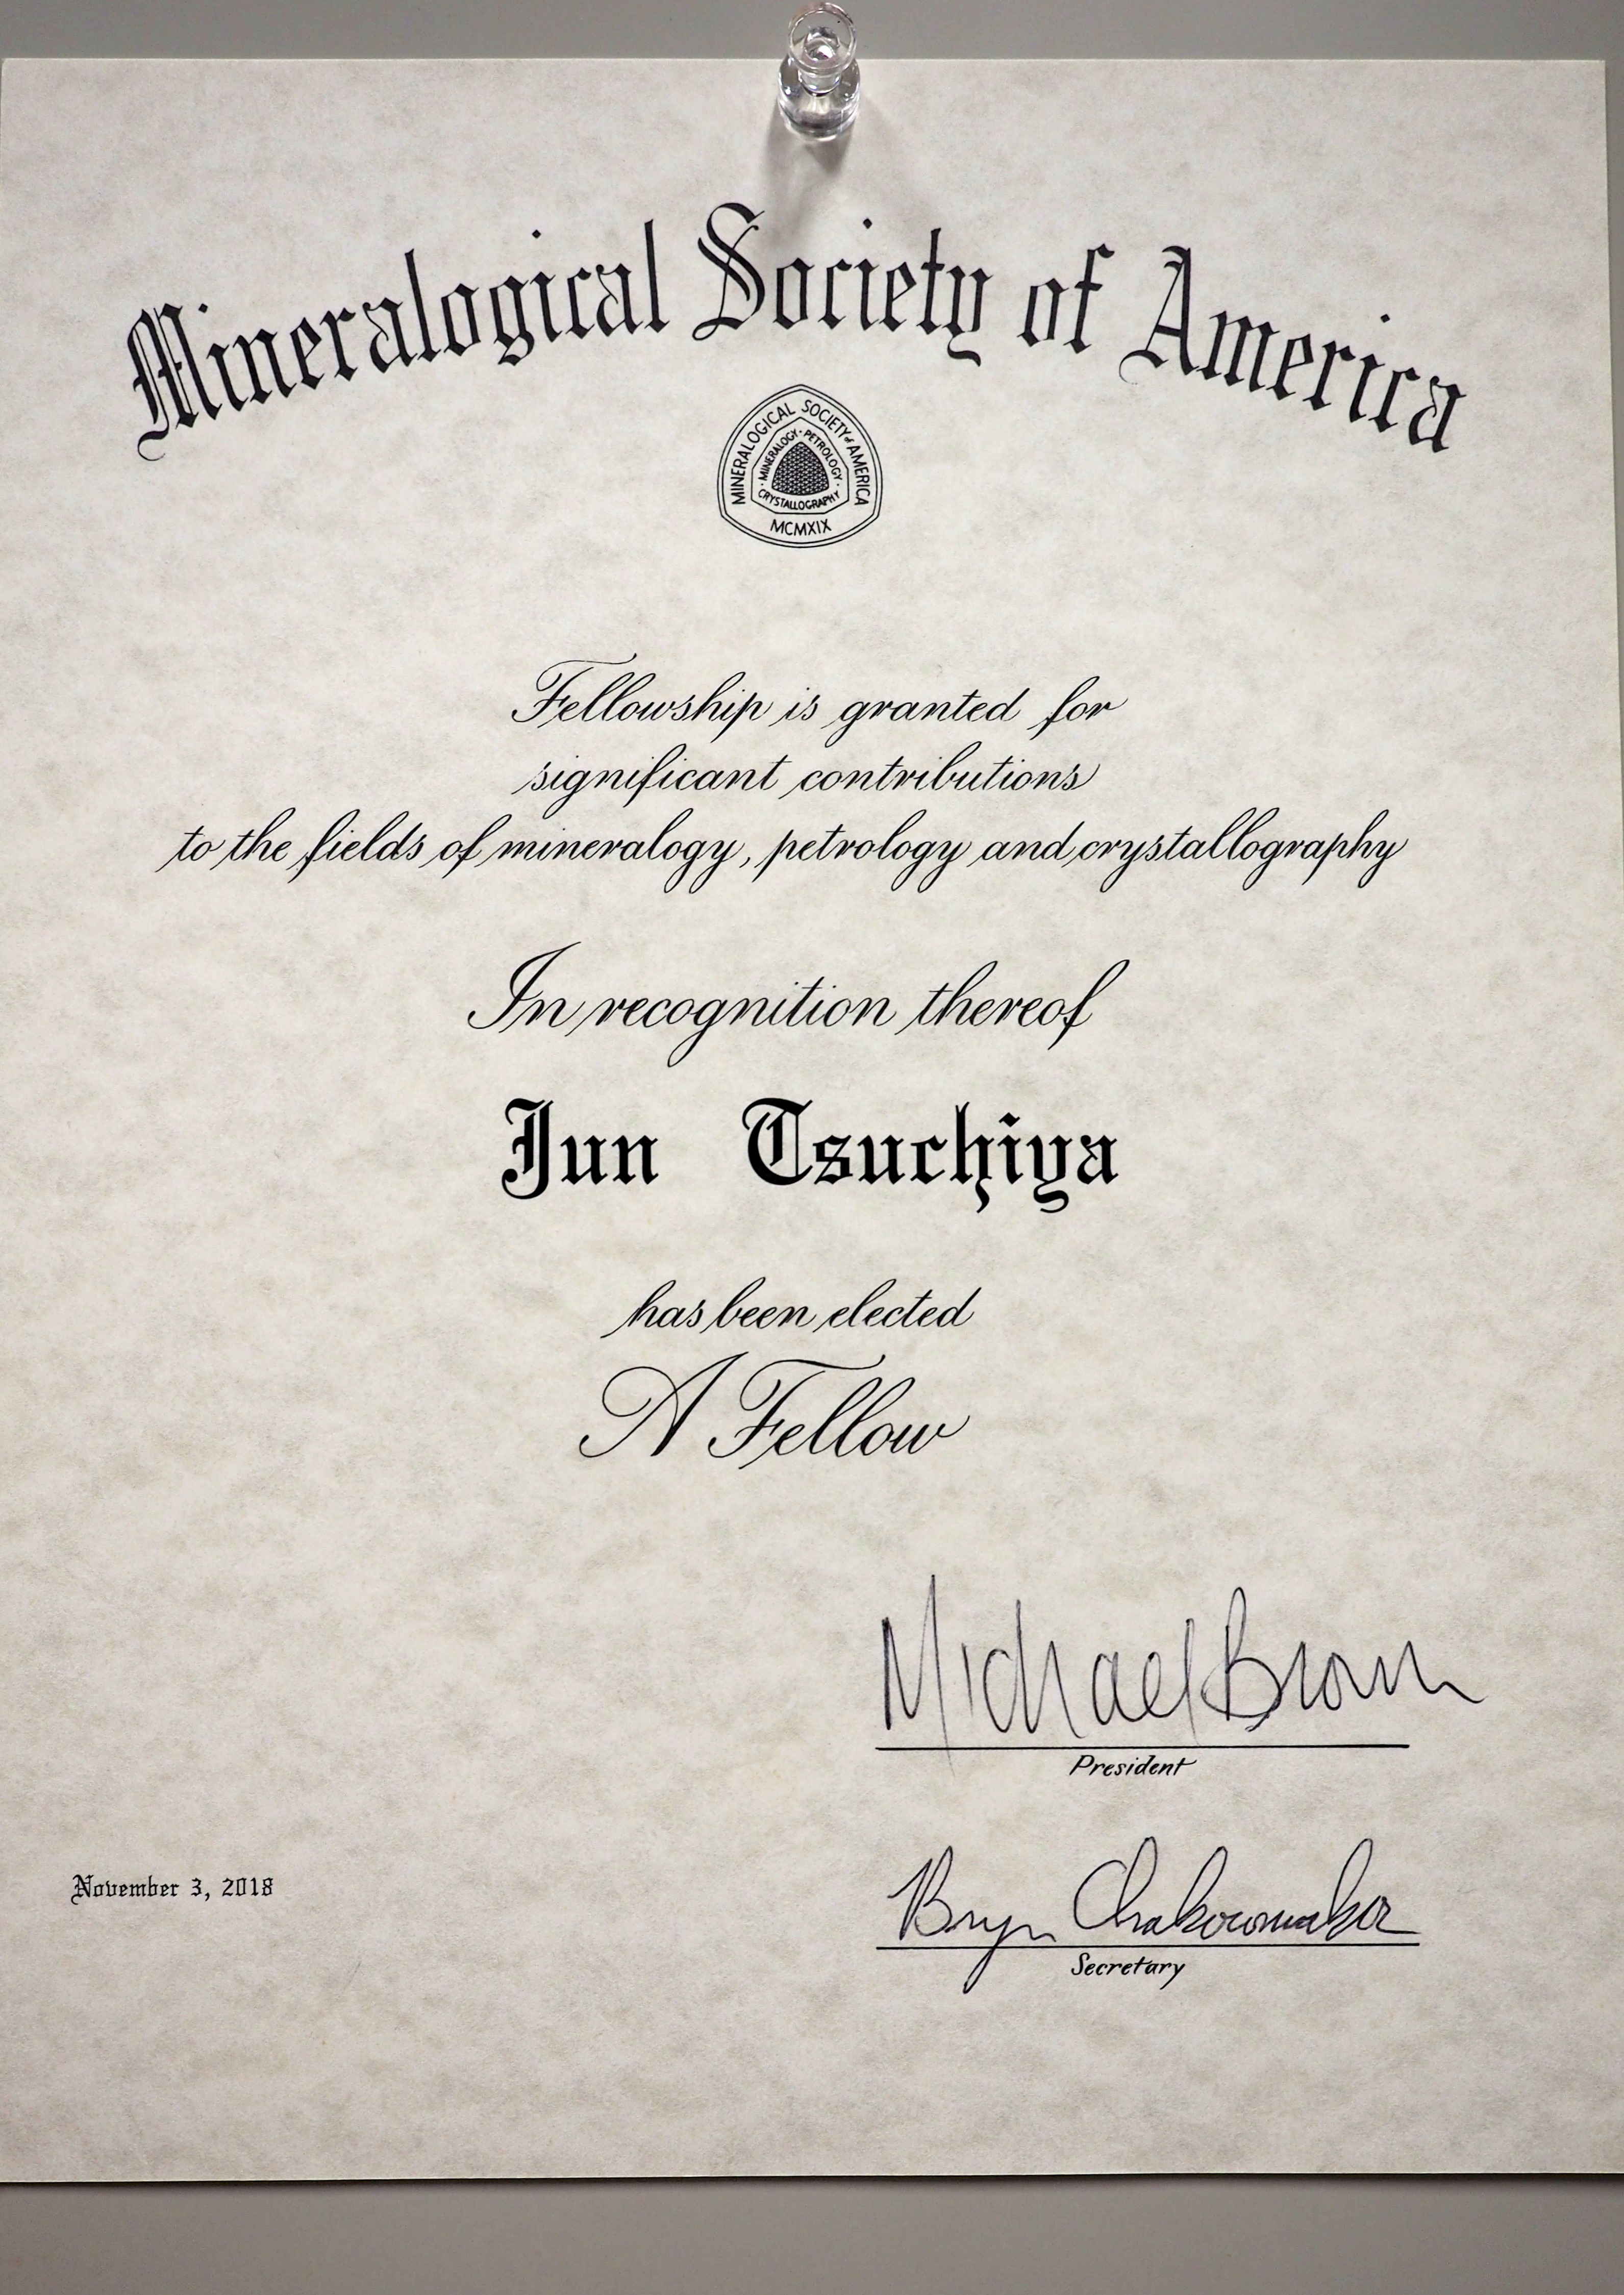 Mineralogical Society of America
MINERALOGICAL SOCIETY of AMERICA
MINERALOGY · PETROLOGY ·
CRYSTALLOGRAPHY
MCMXIX
Fellowship is granted for
significant contributions
to the fields of mineralogy, petrology and crystallography
In recognition thereof
Jun Tsuchiya
has been elected
A Fellow
Michael Brown
President
November 3, 2018
Bryn
Secretary